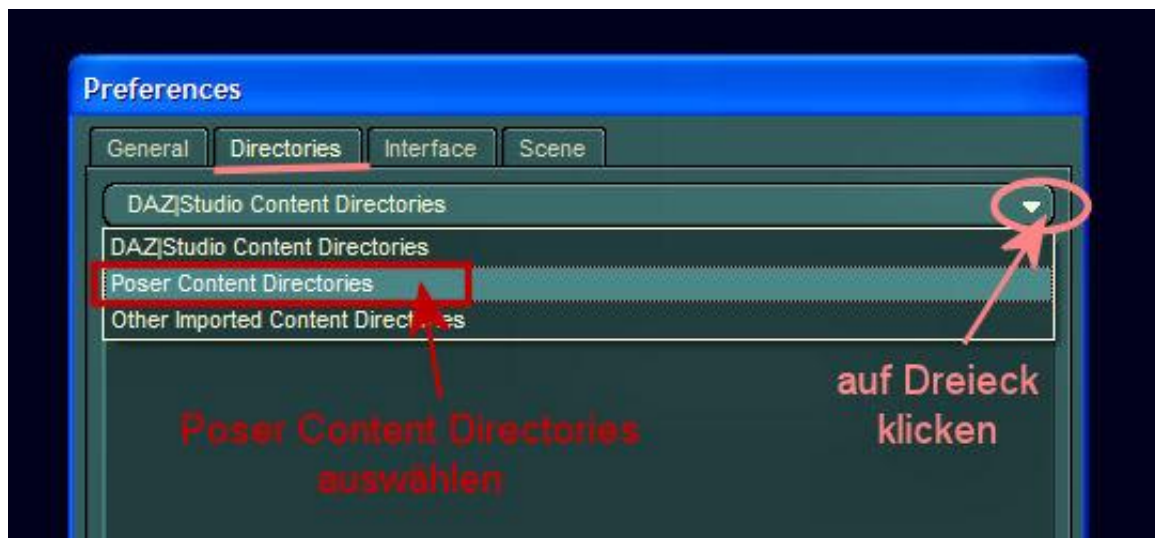 Preferences
General Directories Interface Scene
DAZ|Studio Content Directories
DAZ|Studio Content Directories
Poser Content Directories
Other Imported Content Directories
auf Dreieck
klicken
Poser Content Directories
auswählen